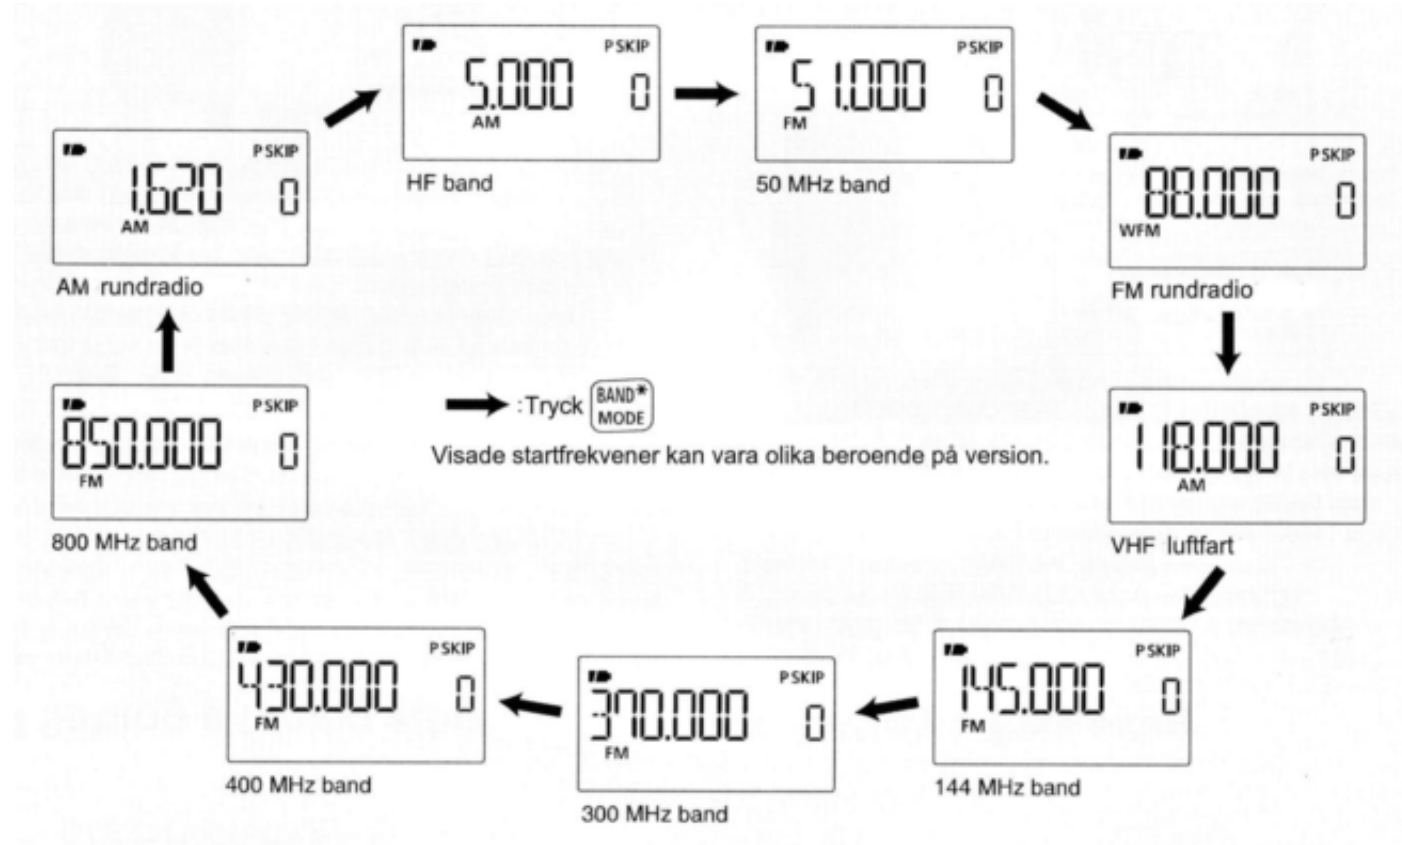 PSKIP
5.000 0
AM
HF band
PSKIP
51.000 0
FM
50 MHz band
PSKIP
88.000 0
WFM
FM rundradio
PSKIP
118.000 0
AM
VHF luftfart
PSKIP
145.000 0
FM
144 MHz band
PSKIP
370.000 0
FM
300 MHz band
PSKIP
430.000 0
FM
400 MHz band
PSKIP
850.000 0
FM
800 MHz band
PSKIP
1.620 0
AM
AM rundradio
:Tryck BAND*
MODE
Visade startfrekvener kan vara olika beroende på version.